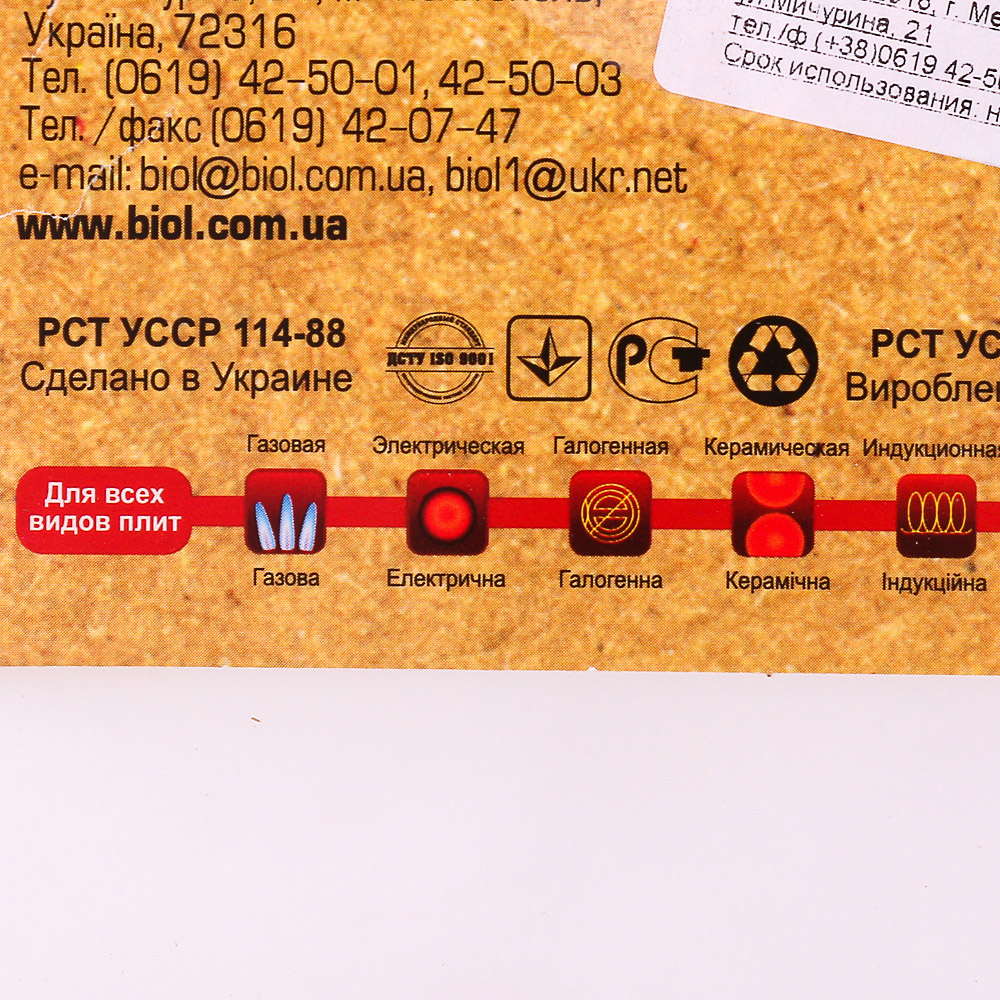 Україна, 72316
Тел. (0619) 42-50-01, 42-50-03
Тел./факс (0619) 42-07-47
e-mail: biol@biol.com.ua, biol1@ukr.net
www.biol.com.ua
ул.Мичурина, 21
тел./ф (+38)0619 42-50
Срок использования: н
РСТ УССР 114-88
Сделано в Украине
ДСТУ ISO 9001
РСТ УС
Вироблен
Газовая Электрическая Галогенная Керамическая Индукционная
Для всех
видов плит
Газова Електрична Галогенна Керамічна Індукційна